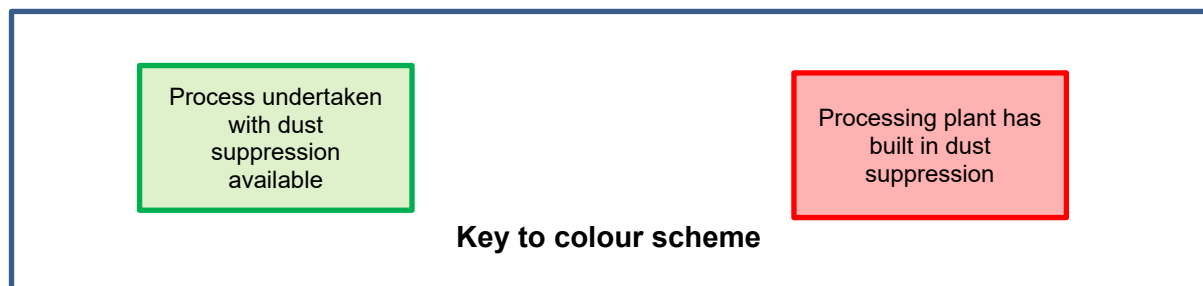 Process undertaken
with dust
suppression
available
Processing plant has
built in dust
suppression
Key to colour scheme